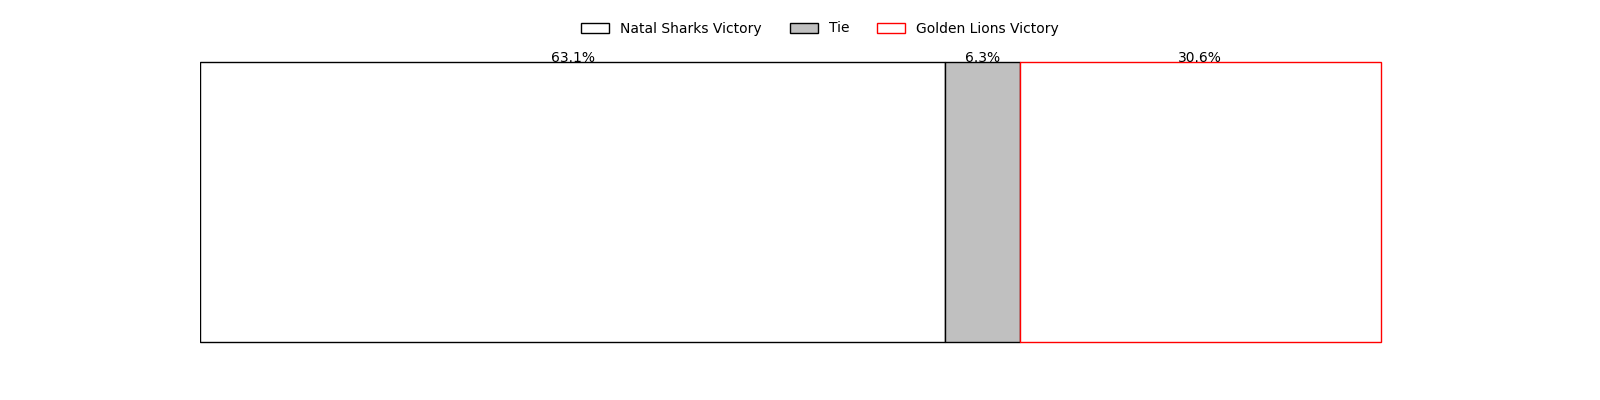 Natal Sharks Victory Tie Golden Lions Victory
63.1% 6.3% 30.6%